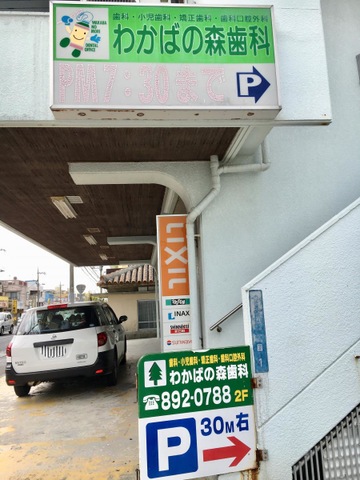 歯科・小児歯科・矯正歯科・歯科口腔外科
わかばの森歯科
PM7:30まで
P
LIXIL
INAX
歯科・小児歯科・矯正歯科・歯科口腔外科
わかばの森歯科
☎892-0788 2F
P 30M右